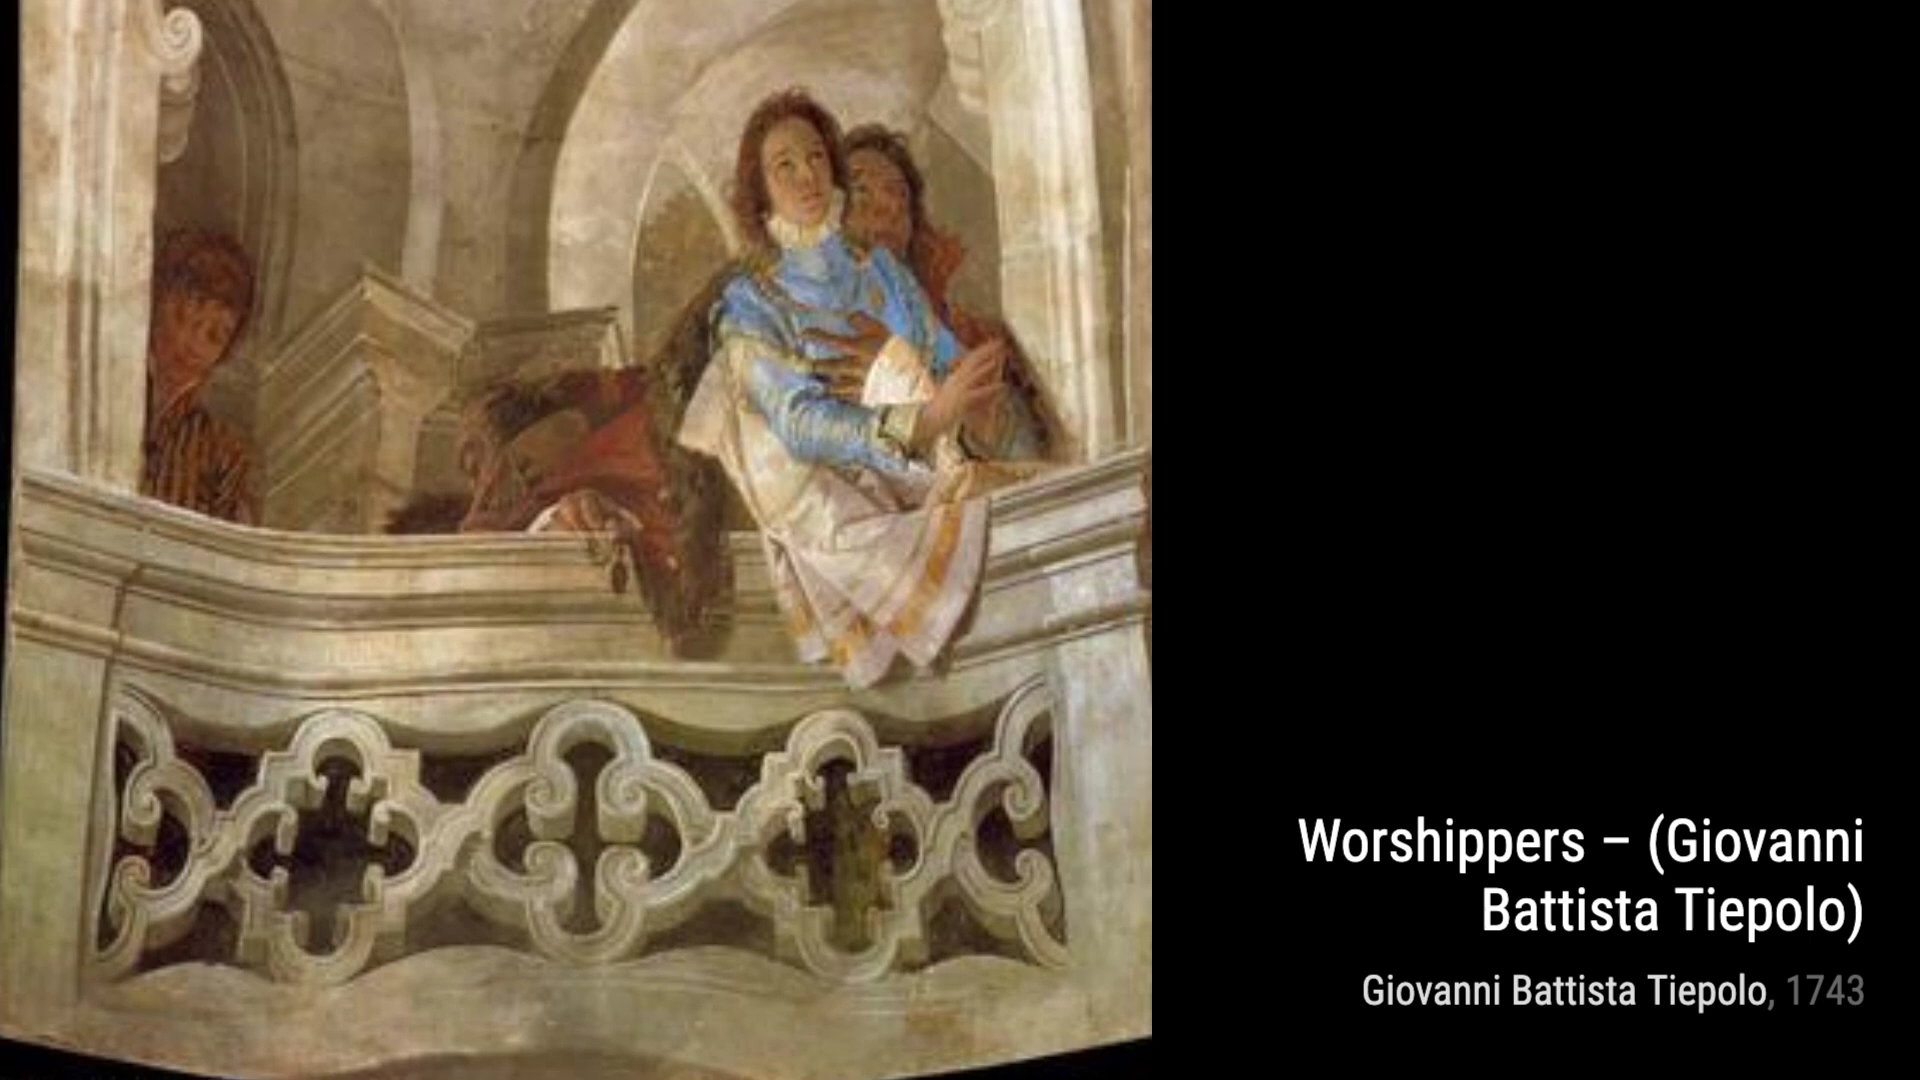 Worshippers – (Giovanni
Battista Tiepolo)
Giovanni Battista Tiepolo, 1743